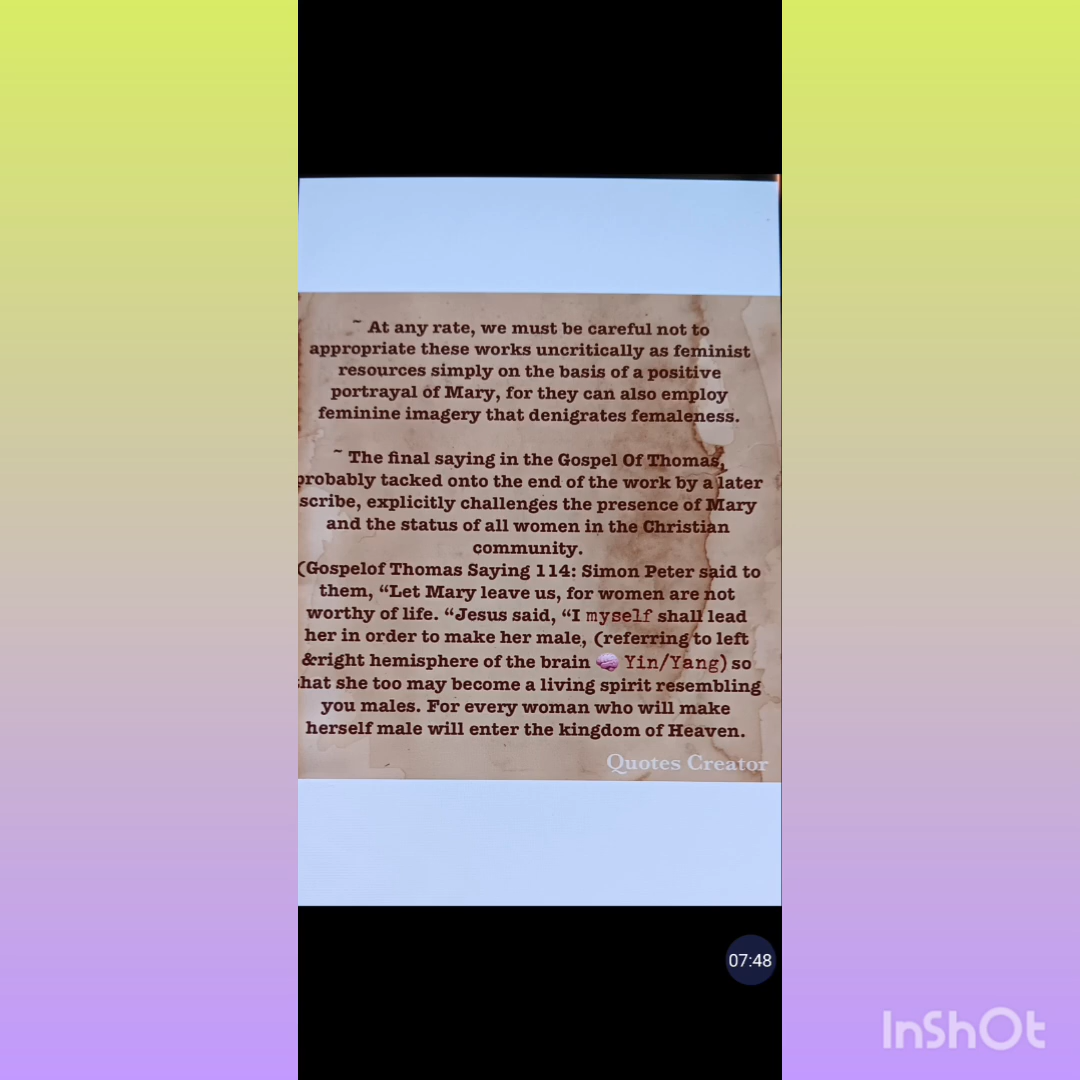 ~ At any rate, we must be careful not to
appropriate these works uncritically as feminist
resources simply on the basis of a positive
portrayal of Mary, for they can also employ
feminine imagery that denigrates femaleness.
~ The final saying in the Gospel Of Thomas,
probably tacked onto the end of the work by a later
scribe, explicitly challenges the presence of Mary
and the status of all women in the Christian
community.
(Gospelof Thomas Saying 114: Simon Peter said to
them, “Let Mary leave us, for women are not
worthy of life. “Jesus said, “I myself shall lead
her in order to make her male, (referring to left
&right hemisphere of the brain 🧠 Yin/Yang) so
that she too may become a living spirit resembling
you males. For every woman who will make
herself male will enter the kingdom of Heaven.
Quotes Creator
07:48
InShOt